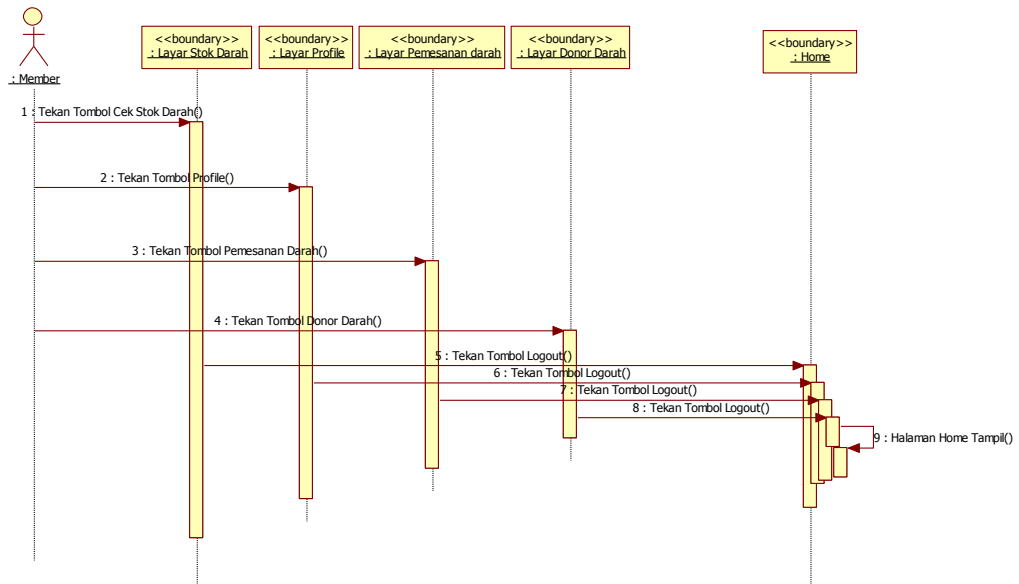 <<boundary>>
: Layar Stok Darah
<<boundary>>
: Layar Profile
<<boundary>>
: Layar Pemesanan darah
<<boundary>>
: Layar Donor Darah
<<boundary>>
: Home
: Member
1 : Tekan Tombol Cek Stok Darah()
2 : Tekan Tombol Profile()
3 : Tekan Tombol Pemesanan Darah()
4 : Tekan Tombol Donor Darah()
5 : Tekan Tombol Logout()
6 : Tekan Tombol Logout()
7 : Tekan Tombol Logout()
8 : Tekan Tombol Logout()
9 : Halaman Home Tampil()